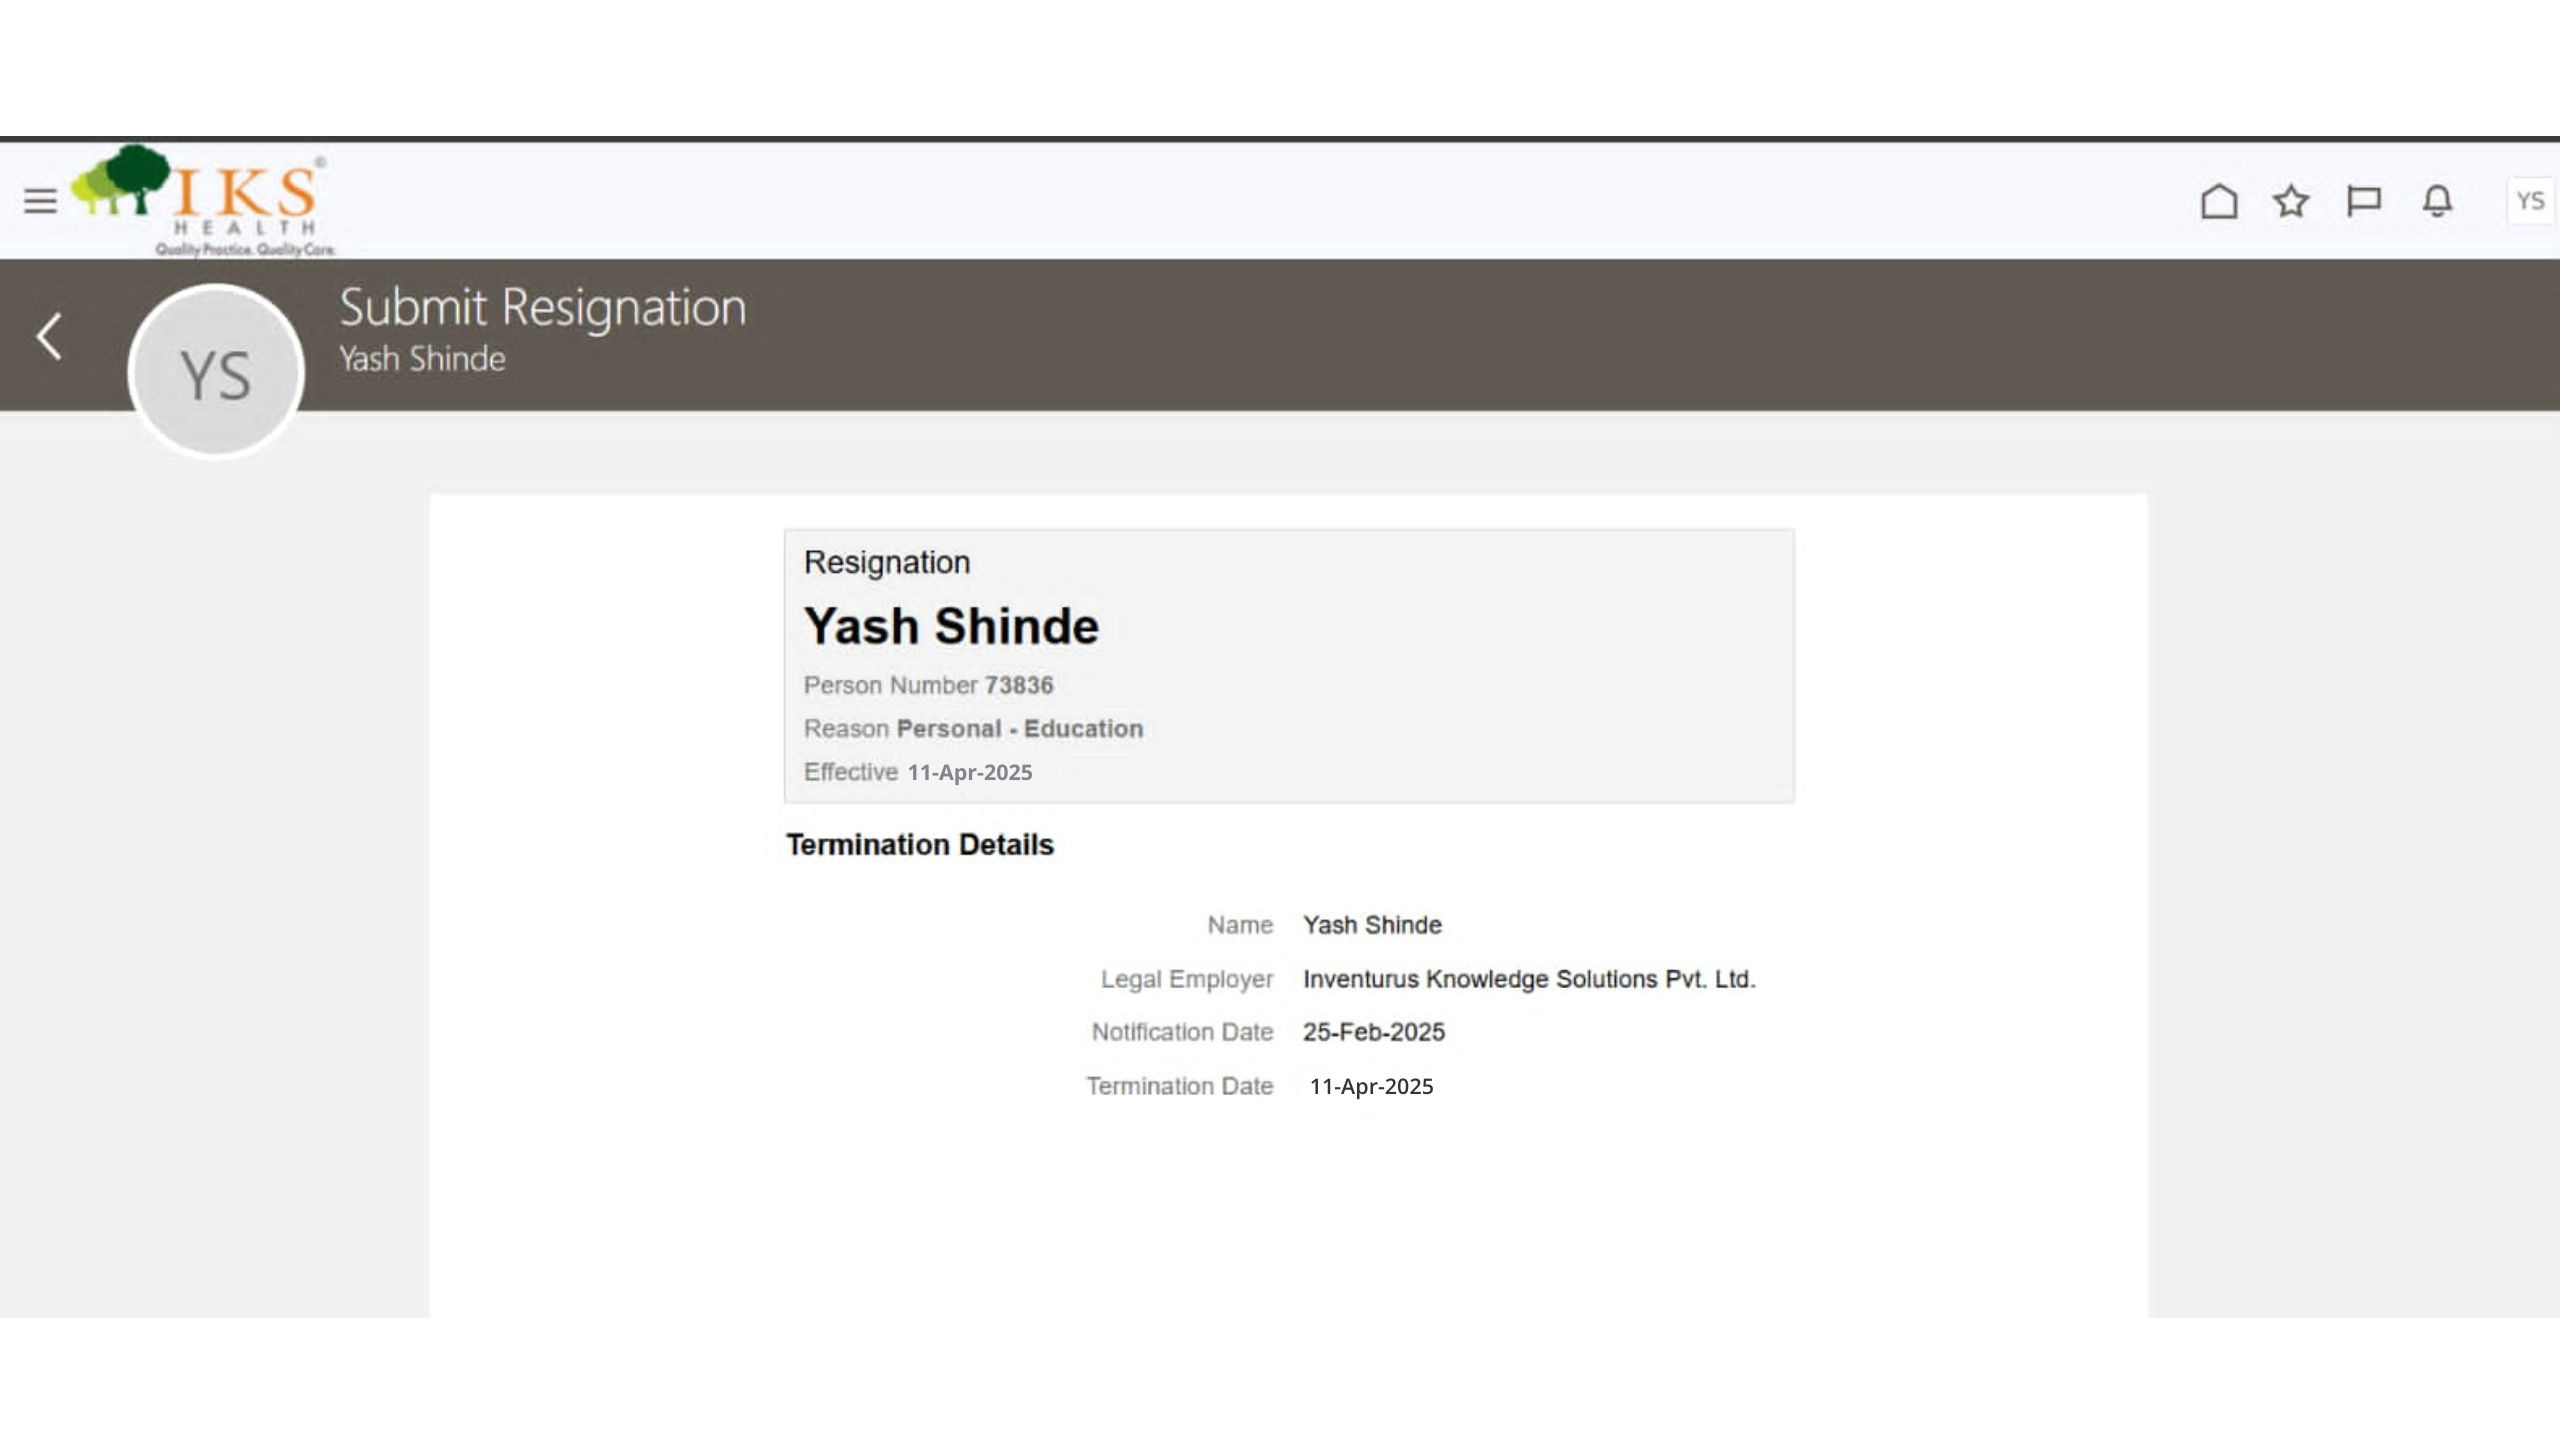 IKS
HEALTH
Quality Practice. Quality Care.
YS
YS
Submit Resignation
Yash Shinde
Resignation
Yash Shinde
Person Number 73836
Reason Personal - Education
Effective 11-Apr-2025
Termination Details
Name Yash Shinde
Legal Employer Inventurus Knowledge Solutions Pvt. Ltd.
Notification Date 25-Feb-2025
Termination Date 11-Apr-2025